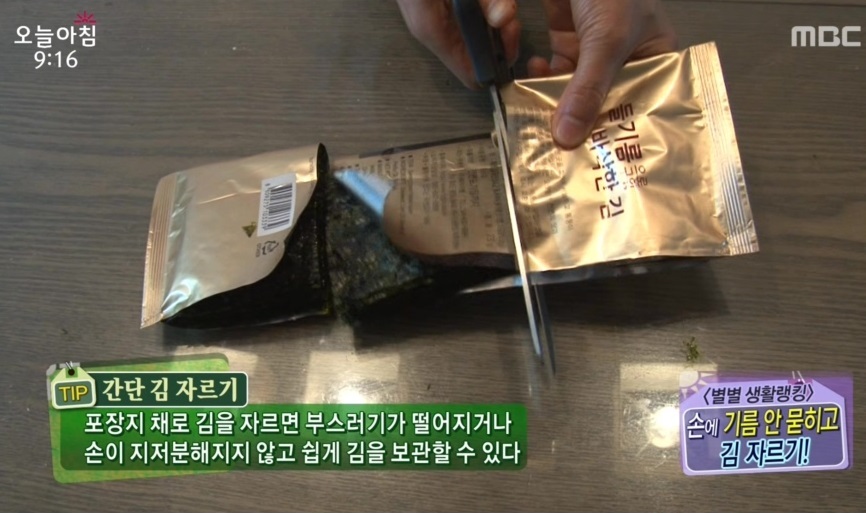 오늘아침
9:16
MBC
들기름으로
바삭한 김
TIP 간단 김 자르기
포장지 채로 김을 자르면 부스러기가 떨어지거나
손이 지저분해지지 않고 쉽게 김을 보관할 수 있다
〈별별 생활랭킹〉
손에 기름 안 묻히고
김 자르기!